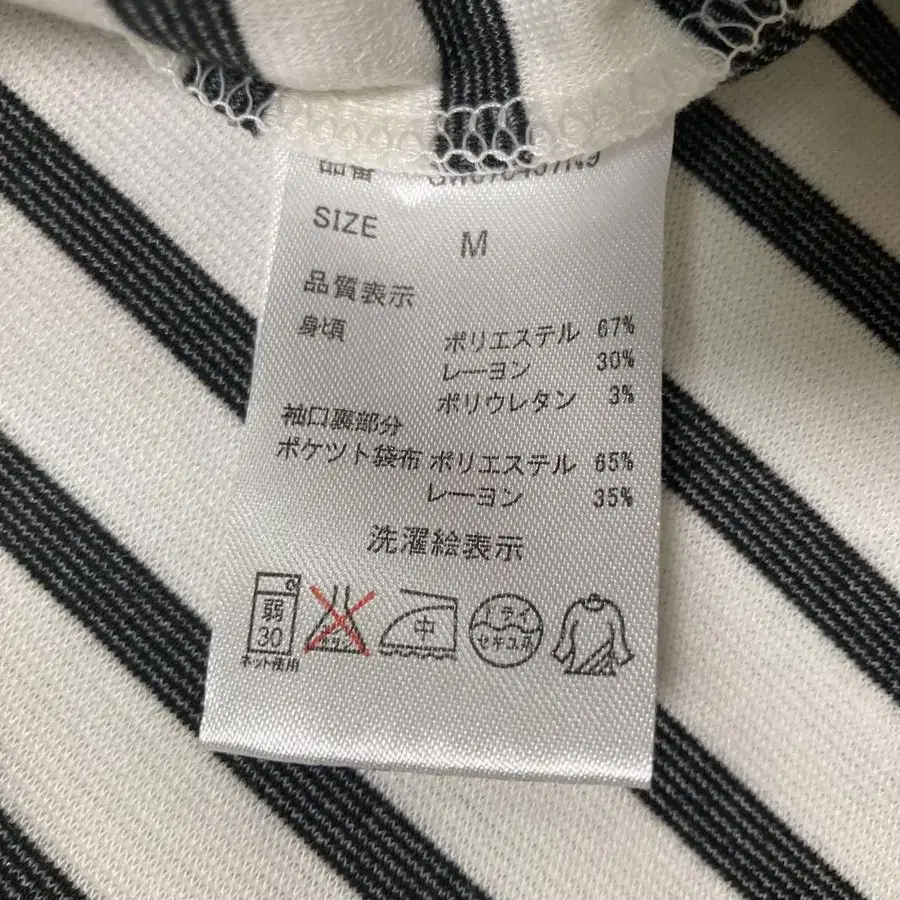 品番
SIZE M
品質表示
身頃 ポリエステル 67%
レーヨン 30%
ポリウレタン 3%
袖口裏部分
ポケツト袋布 ポリエステル 65%
レーヨン 35%
洗濯絵表示
弱
30
ネット使用
中
ドライ
セキユ系